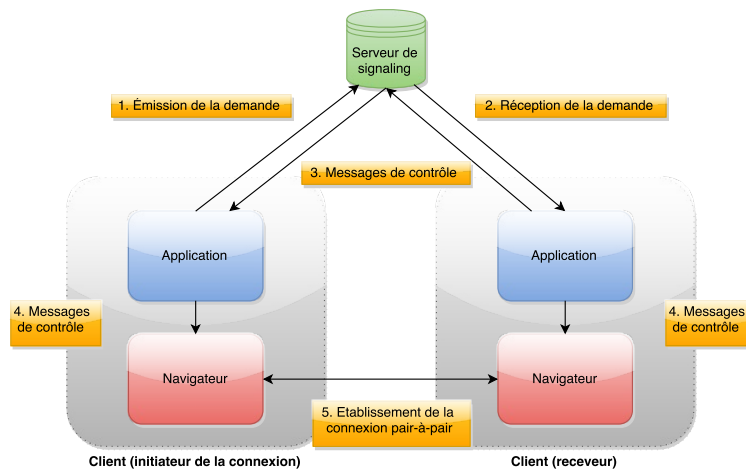 Serveur de
signaling
1. Émission de la demande
2. Réception de la demande
3. Messages de contrôle
Application
Application
4. Messages
de contrôle
4. Messages
de contrôle
Navigateur
Navigateur
5. Etablissement de la
connexion pair-à-pair
Client (initiateur de la connexion)
Client (receveur)